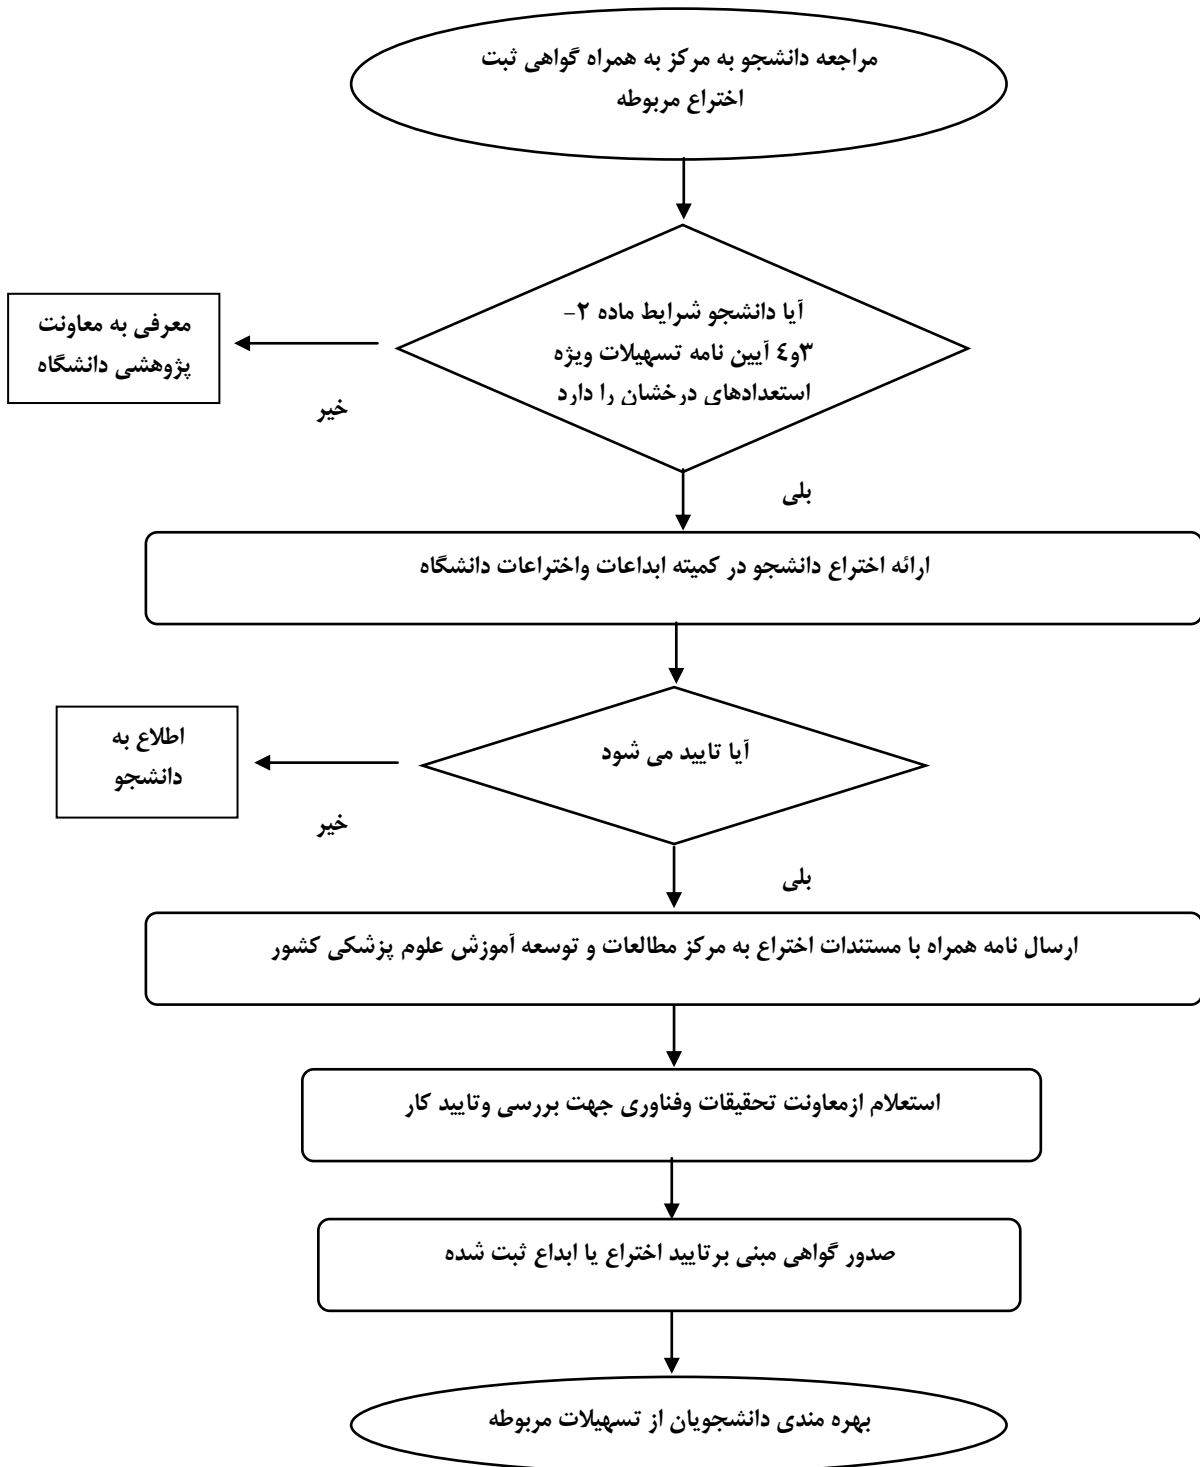 مراجعه دانشجو به مرکز به همراه گواهی ثبت
اختراع مربوطه
آیا دانشجو شرایط ماده ۲-
۳و٤ آیین نامه تسهیلات ویژه
استعدادهای درخشان را دارد
معرفی به معاونت
پژوهشی دانشگاه
خیر
بلی
ارائه اختراع دانشجو در کمیته ابداعات واختراعات دانشگاه
آیا تایید می شود
اطلاع به
دانشجو
خیر
بلی
ارسال نامه همراه با مستندات اختراع به مرکز مطالعات و توسعه آموزش علوم پزشکی کشور
استعلام ازمعاونت تحقیقات وفناوری جهت بررسی وتایید کار
صدور گواهی مبنی برتایید اختراع یا ابداع ثبت شده
بهره مندی دانشجویان از تسهیلات مربوطه